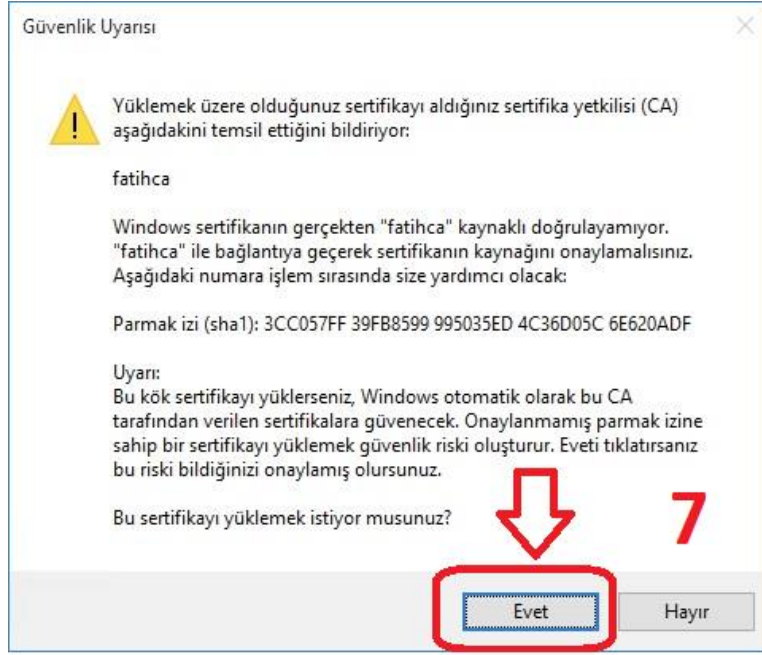 Güvenlik Uyarısı
Yüklemek üzere olduğunuz sertifikayı aldığınız sertifika yetkilisi (CA)
aşağıdakini temsil ettiğini bildiriyor:
fatihca
Windows sertifikanın gerçekten "fatihca" kaynaklı doğrulayamıyor.
"fatihca" ile bağlantıya geçerek sertifikanın kaynağını onaylamalısınız.
Aşağıdaki numara işlem sırasında size yardımcı olacak:
Parmak izi (sha1): 3CC057FF 39FB8599 995035ED 4C36D05C 6E620ADF
Uyarı:
Bu kök sertifikayı yüklerseniz, Windows otomatik olarak bu CA
tarafından verilen sertifikalara güvenecek. Onaylanmamış parmak izine
sahip bir sertifikayı yüklemek güvenlik riski oluşturur. Eveti tıklatırsanız
bu riski bildiğinizi onaylamış olursunuz.
Bu sertifikayı yüklemek istiyor musunuz?
7
Evet
Hayır